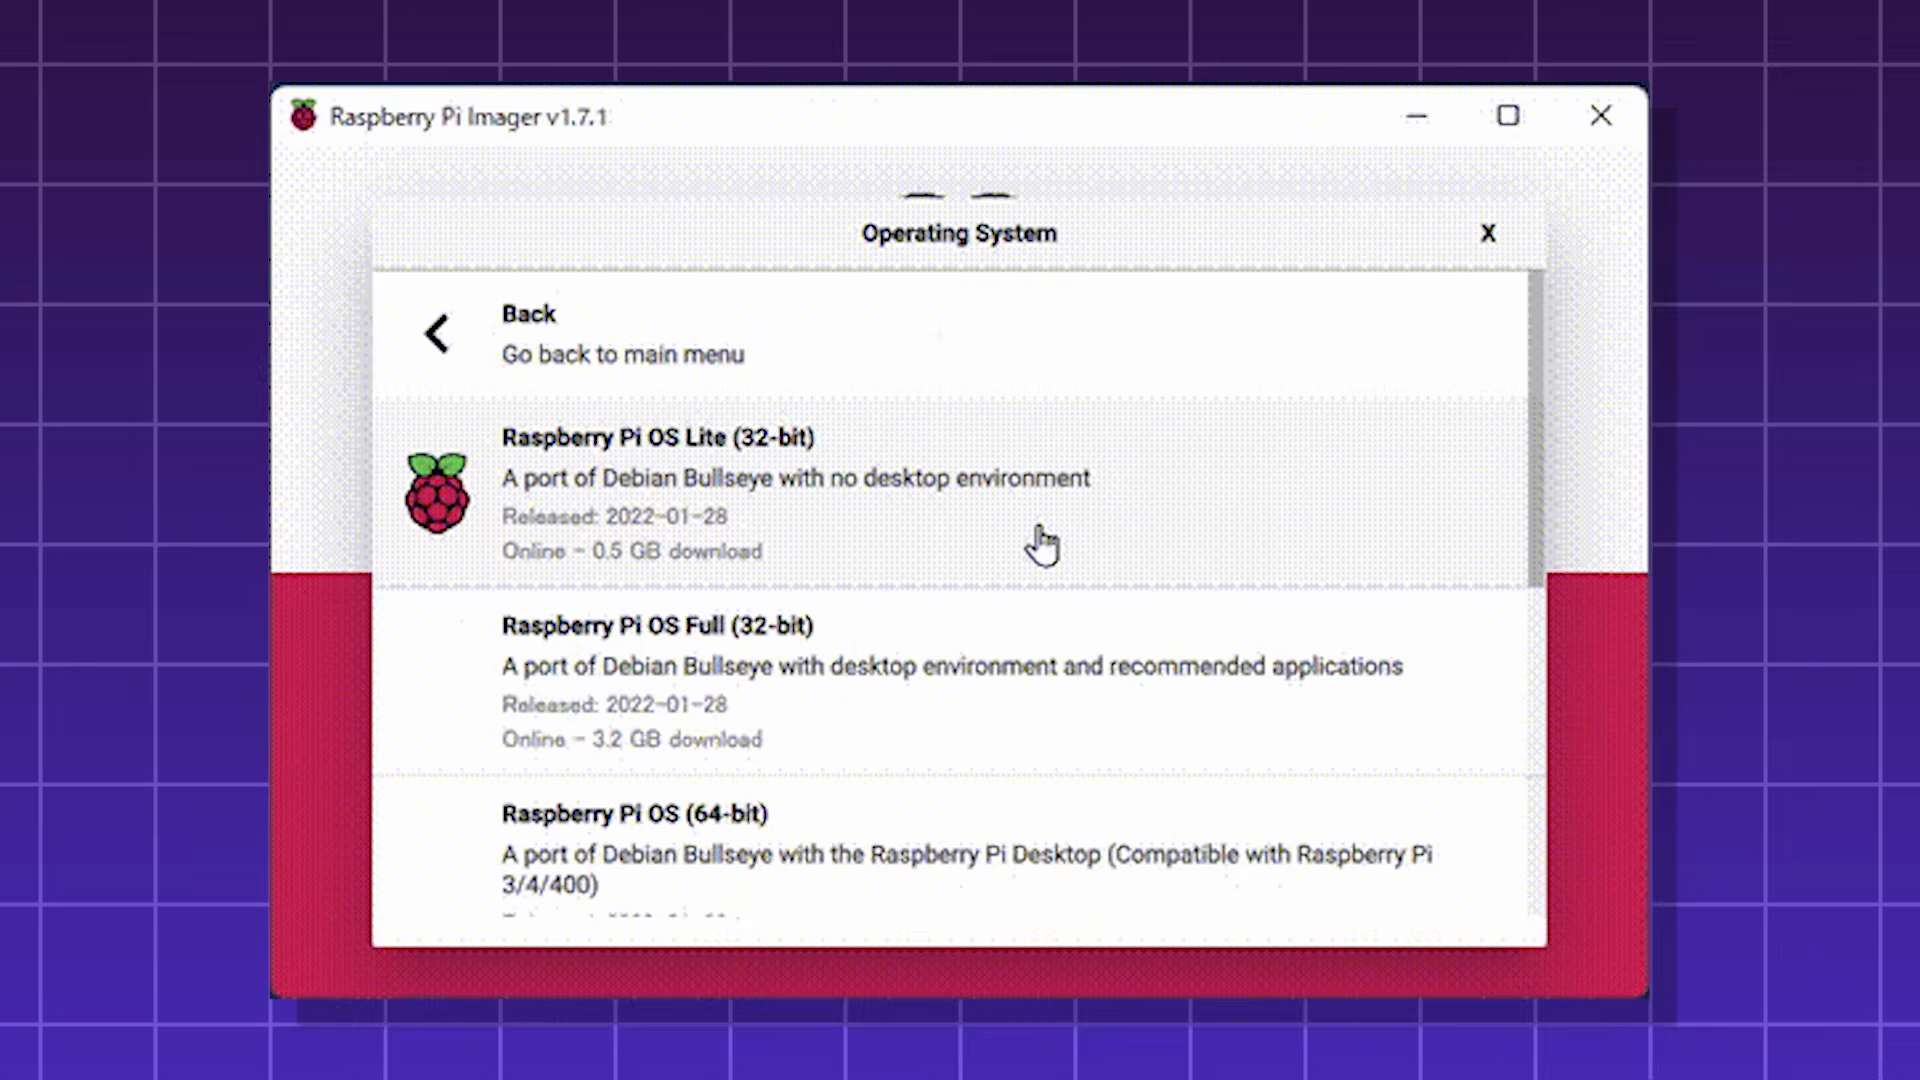 Raspberry Pi Imager v1.7.1
Operating System
X
Back
Go back to main menu
Raspberry Pi OS Lite (32-bit)
A port of Debian Bullseye with no desktop environment
Released: 2022-01-28
Online - 0.5 GB download
Raspberry Pi OS Full (32-bit)
A port of Debian Bullseye with desktop environment and recommended applications
Released: 2022-01-28
Online - 3.2 GB download
Raspberry Pi OS (64-bit)
A port of Debian Bullseye with the Raspberry Pi Desktop (Compatible with Raspberry Pi
3/4/400)